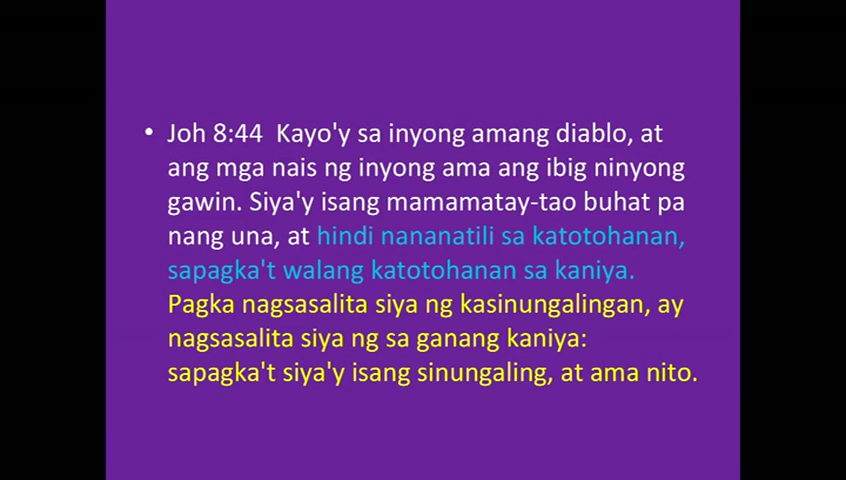 • Joh 8:44  Kayo'y sa inyong amang diablo, at
ang mga nais ng inyong ama ang ibig ninyong
gawin. Siya'y isang mamamatay-tao buhat pa
nang una, at hindi nananatili sa katotohanan,
sapagka't walang katotohanan sa kaniya.
Pagka nagsasalita siya ng kasinungalingan, ay
nagsasalita siya ng sa ganang kaniya:
sapagka't siya'y isang sinungaling, at ama nito.